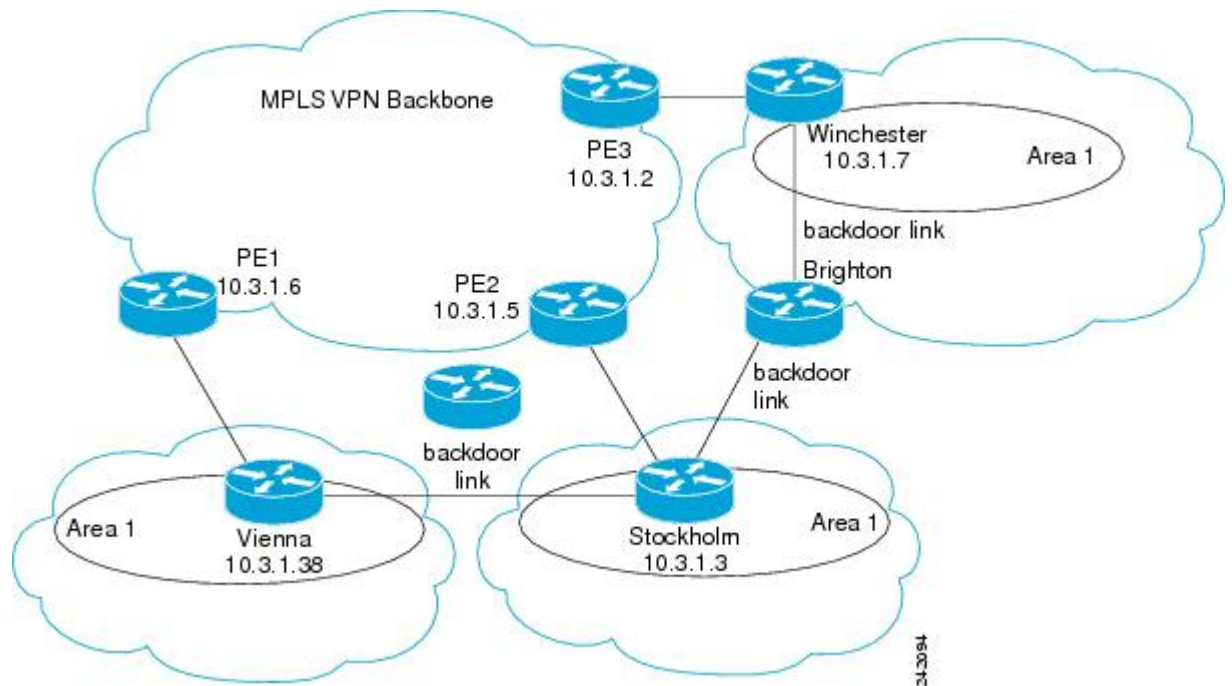 MPLS VPN Backbone
PE3
10.3.1.2
Winchester
10.3.1.7
Area 1
backdoor link
Brighton
PE1
10.3.1.6
PE2
10.3.1.5
backdoor
link
backdoor
link
Area 1
Vienna
10.3.1.38
Stockholm
10.3.1.3
Area 1